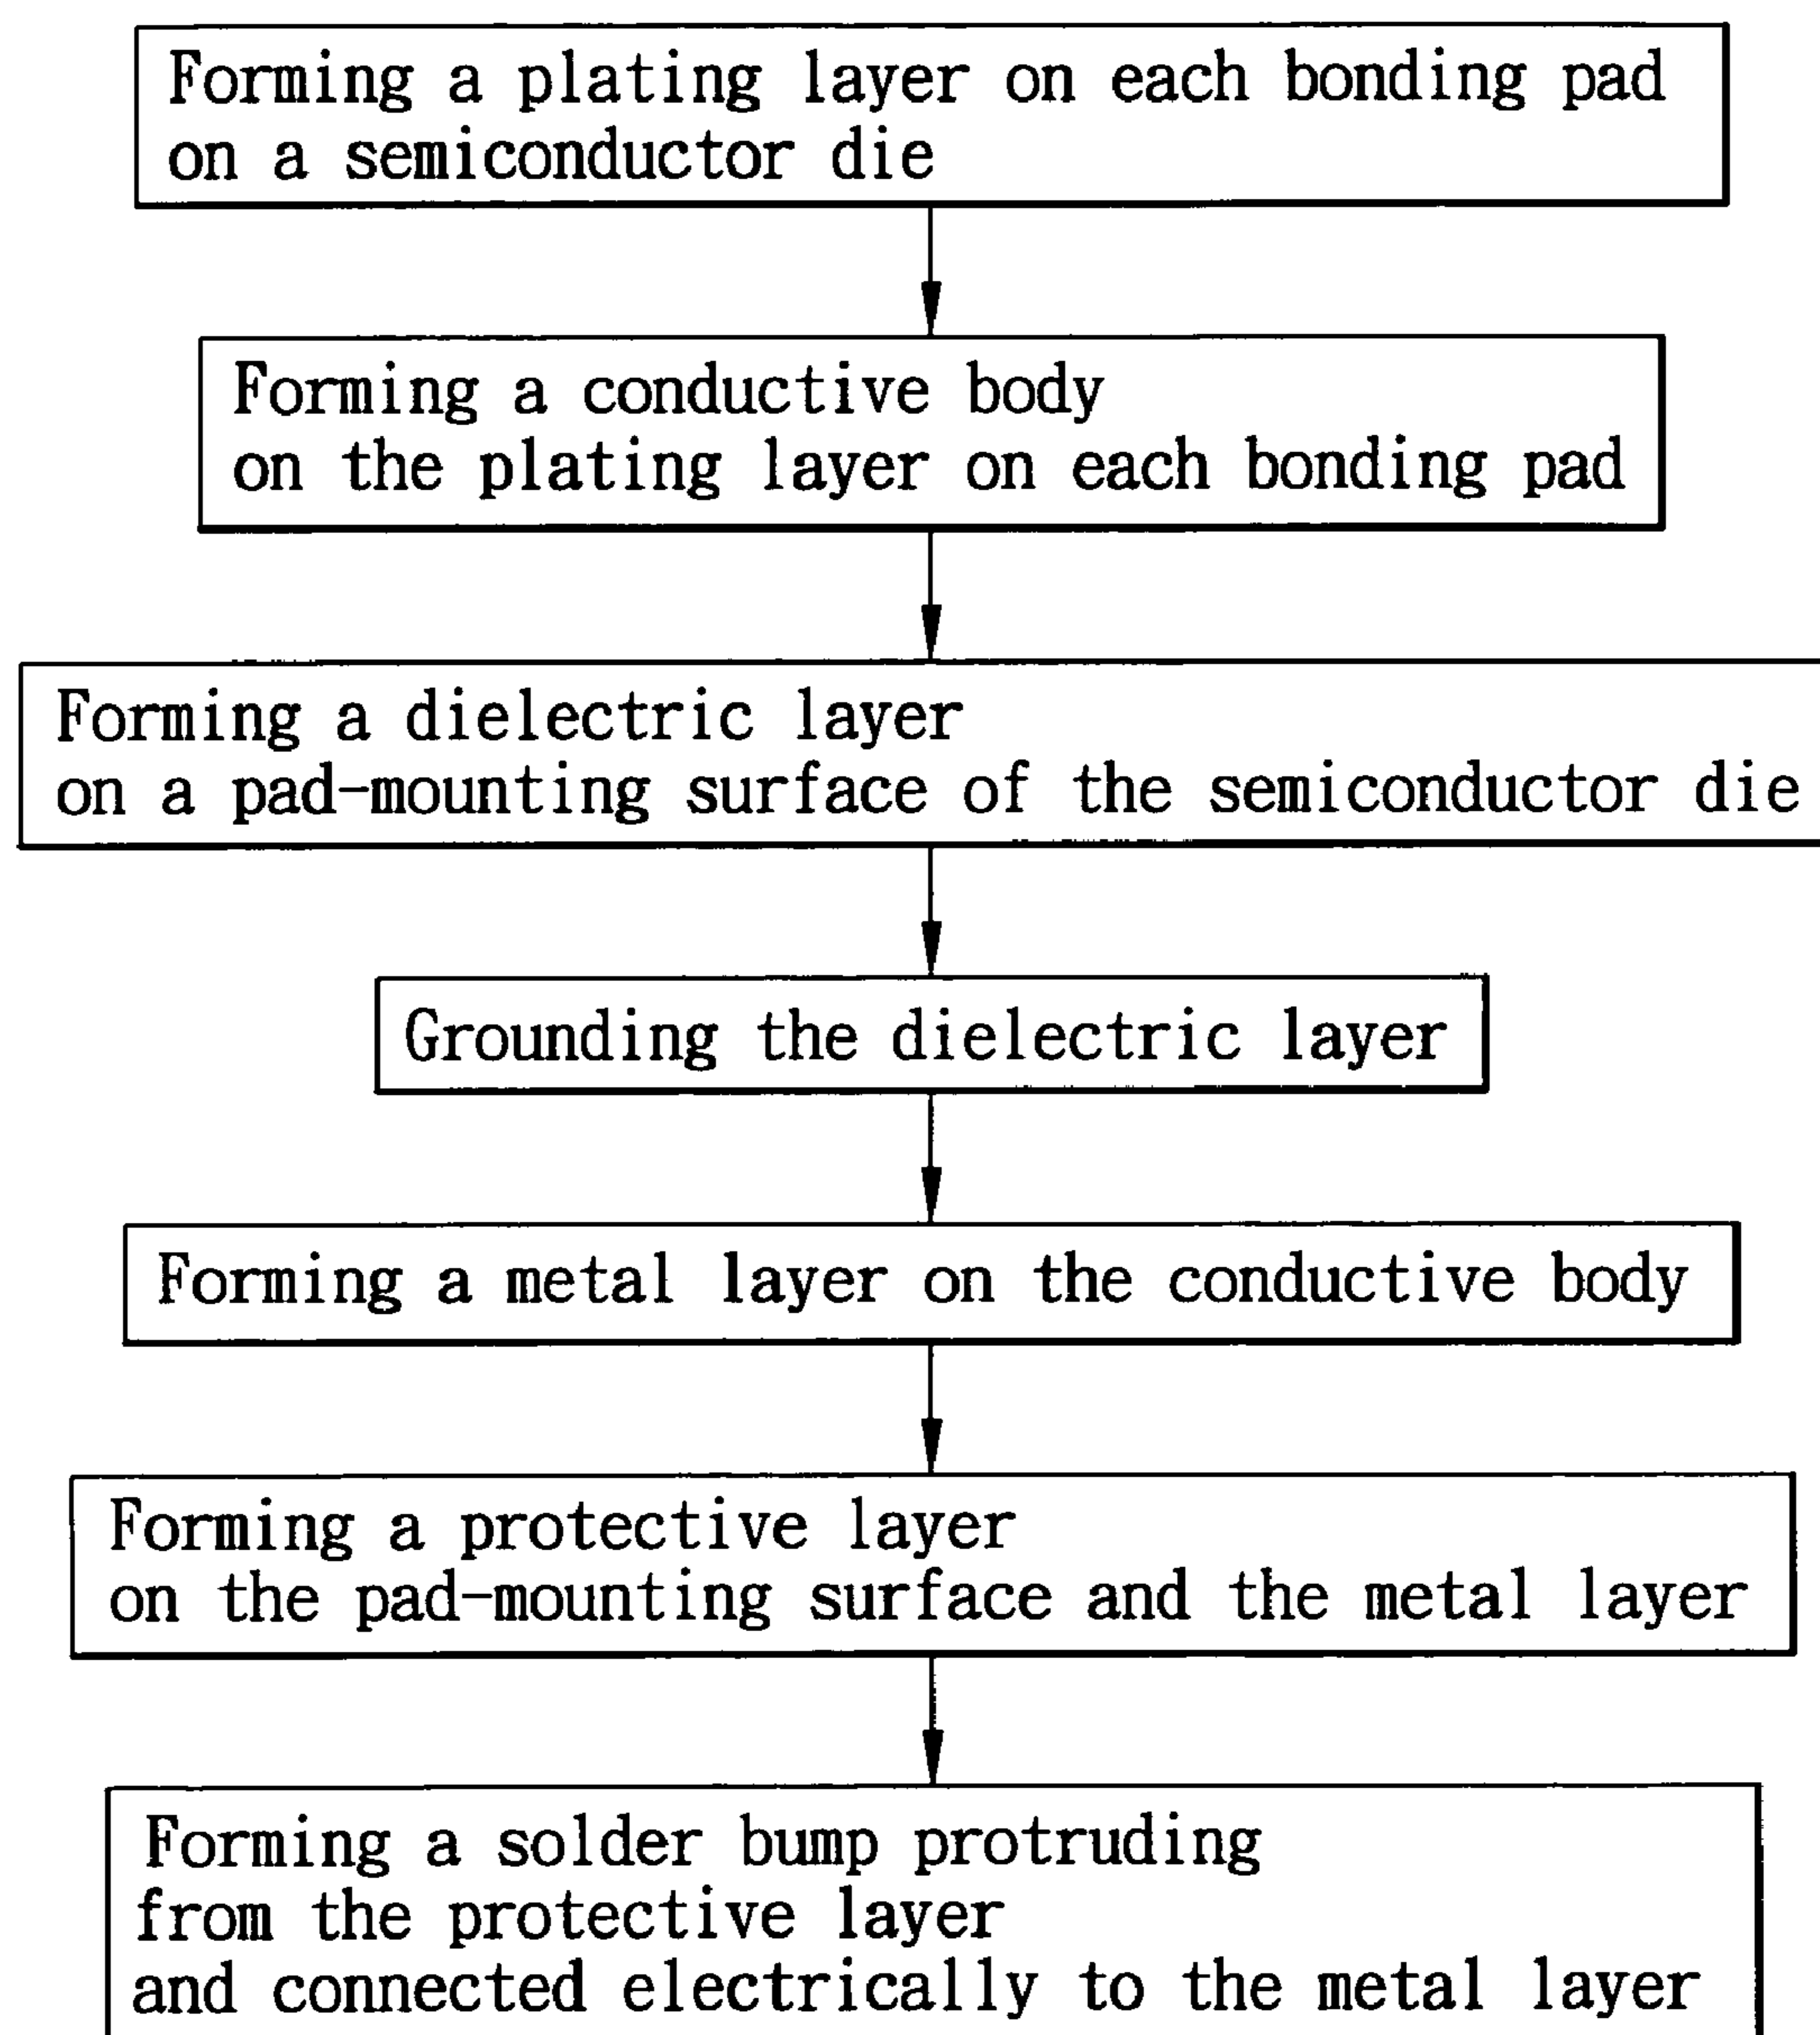 Forming a plating layer on each bonding pad
on a semiconductor die
Forming a conductive body
on the plating layer on each bonding pad
Forming a dielectric layer
on a pad-mounting surface of the semiconductor die
Grounding the dielectric layer
Forming a metal layer on the conductive body
Forming a protective layer
on the pad-mounting surface and the metal layer
Forming a solder bump protruding
from the protective layer
and connected electrically to the metal layer